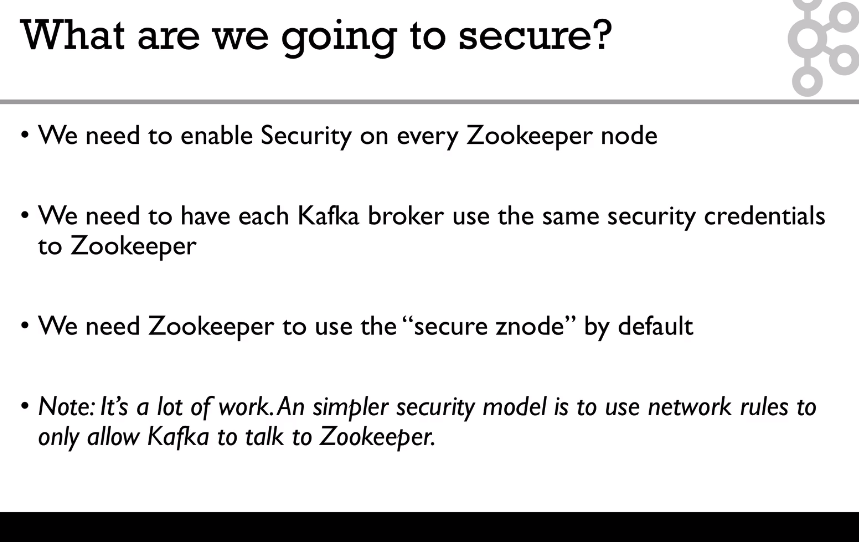 What are we going to secure?
• We need to enable Security on every Zookeeper node
• We need to have each Kafka broker use the same security credentials
to Zookeeper
• We need Zookeeper to use the “secure znode” by default
• Note: It’s a lot of work. An simpler security model is to use network rules to
only allow Kafka to talk to Zookeeper.